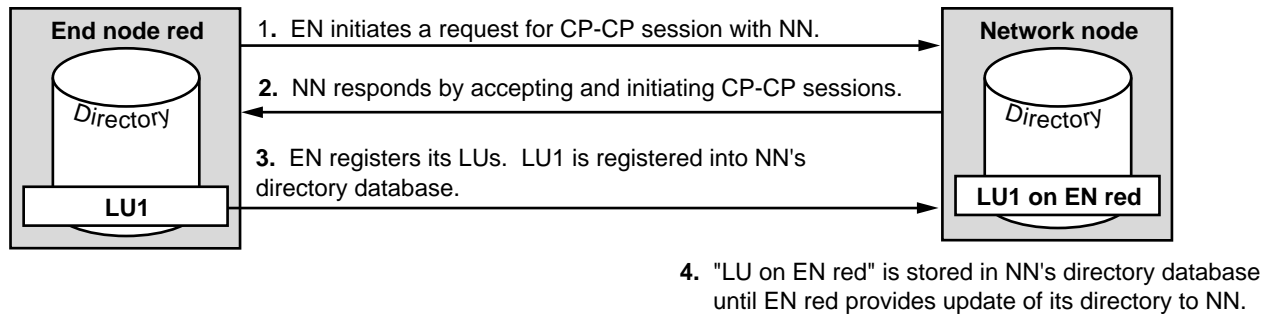 End node red
Directory
LU1
1. EN initiates a request for CP-CP session with NN.
2. NN responds by accepting and initiating CP-CP sessions.
3. EN registers its LUs. LU1 is registered into NN's
directory database.
Network node
Directory
LU1 on EN red
4. "LU on EN red" is stored in NN's directory database
until EN red provides update of its directory to NN.